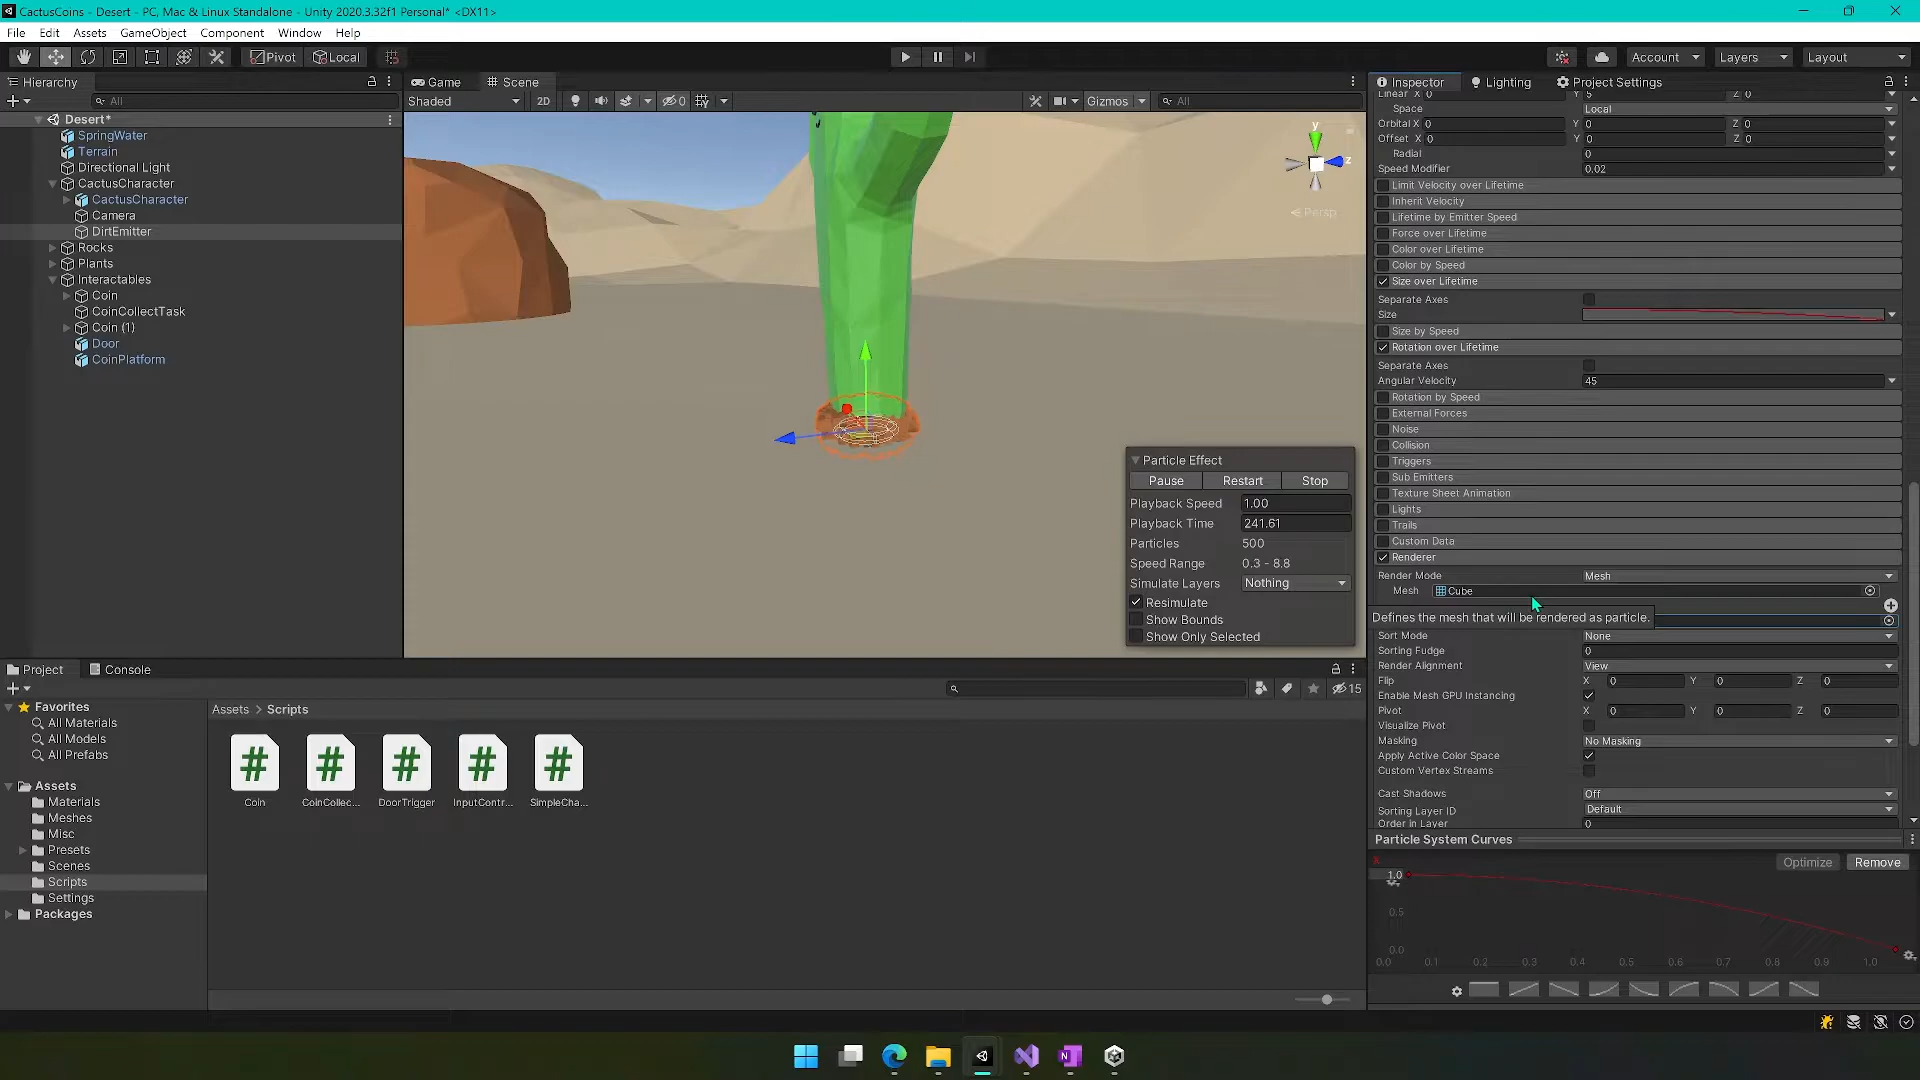 CactusCoins - Desert - PC, Mac & Linux Standalone - Unity 2020.3.32f1 Personal* <DX11>
File Edit Assets GameObject Component Window Help
Pivot Local Account Layers Layout
Hierarchy
All
Desert*
SpringWater
Terrain
Directional Light
CactusCharacter
CactusCharacter
Camera
DirtEmitter
Rocks
Plants
Interactables
Coin
CoinCollectTask
Coin (1)
Door
CoinPlatform
Game Scene
Shaded 2D 0 Gizmos All
y
z
Persp
Particle Effect
Pause Restart Stop
Playback Speed 1.00
Playback Time 241.61
Particles 500
Speed Range 0.3 - 8.8
Simulate Layers Nothing
Resimulate
Show Bounds
Show Only Selected
Inspector Lighting Project Settings
Linear X 0 Y 5 Z 0
Space Local
Orbital X 0 Y 0 Z 0
Offset X 0 Y 0 Z 0
Radial 0
Speed Modifier 0.02
Limit Velocity over Lifetime
Inherit Velocity
Lifetime by Emitter Speed
Force over Lifetime
Color over Lifetime
Color by Speed
Size over Lifetime
Separate Axes
Size
Size by Speed
Rotation over Lifetime
Separate Axes
Angular Velocity 45
Rotation by Speed
External Forces
Noise
Collision
Triggers
Sub Emitters
Texture Sheet Animation
Lights
Trails
Custom Data
Renderer
Render Mode Mesh
Mesh Cube
Defines the mesh that will be rendered as particle.
Sort Mode None
Sorting Fudge 0
Render Alignment View
Flip X 0 Y 0 Z 0
Enable Mesh GPU Instancing
Pivot X 0 Y 0 Z 0
Visualize Pivot
Masking No Masking
Apply Active Color Space
Custom Vertex Streams
Cast Shadows Off
Sorting Layer ID Default
Order in Layer 0
Particle System Curves
Optimize Remove
1.0
0.5
0.0
0.0 0.1 0.2 0.3 0.4 0.5 0.6 0.7 0.8 0.9 1.0
Project Console
15
Favorites
All Materials
All Models
All Prefabs
Assets
Materials
Meshes
Misc
Presets
Scenes
Scripts
Settings
Packages
Assets > Scripts
# # # # #
Coin CoinCollec... DoorTrigger InputContr... SimpleCha...